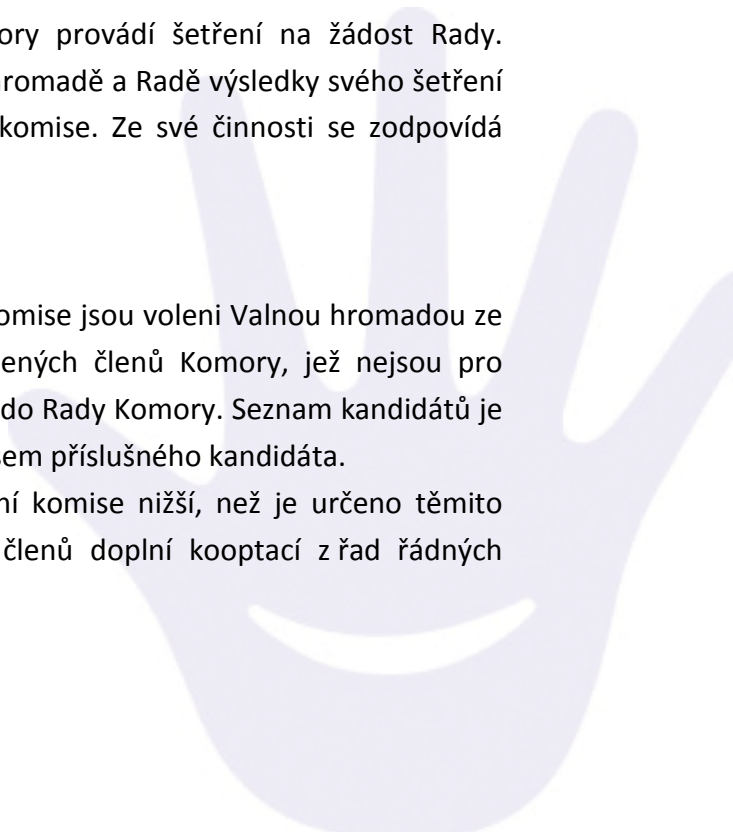 ory provádí šetření na žádost Rady.
hromadě a Radě výsledky svého šetření
komise. Ze své činnosti se zodpovídá
omise jsou voleni Valnou hromadou ze
ených členů Komory, jež nejsou pro
do Rady Komory. Seznam kandidátů je
sem příslušného kandidáta.
ní komise nižší, než je určeno těmito
členů doplní kooptací z řad řádných